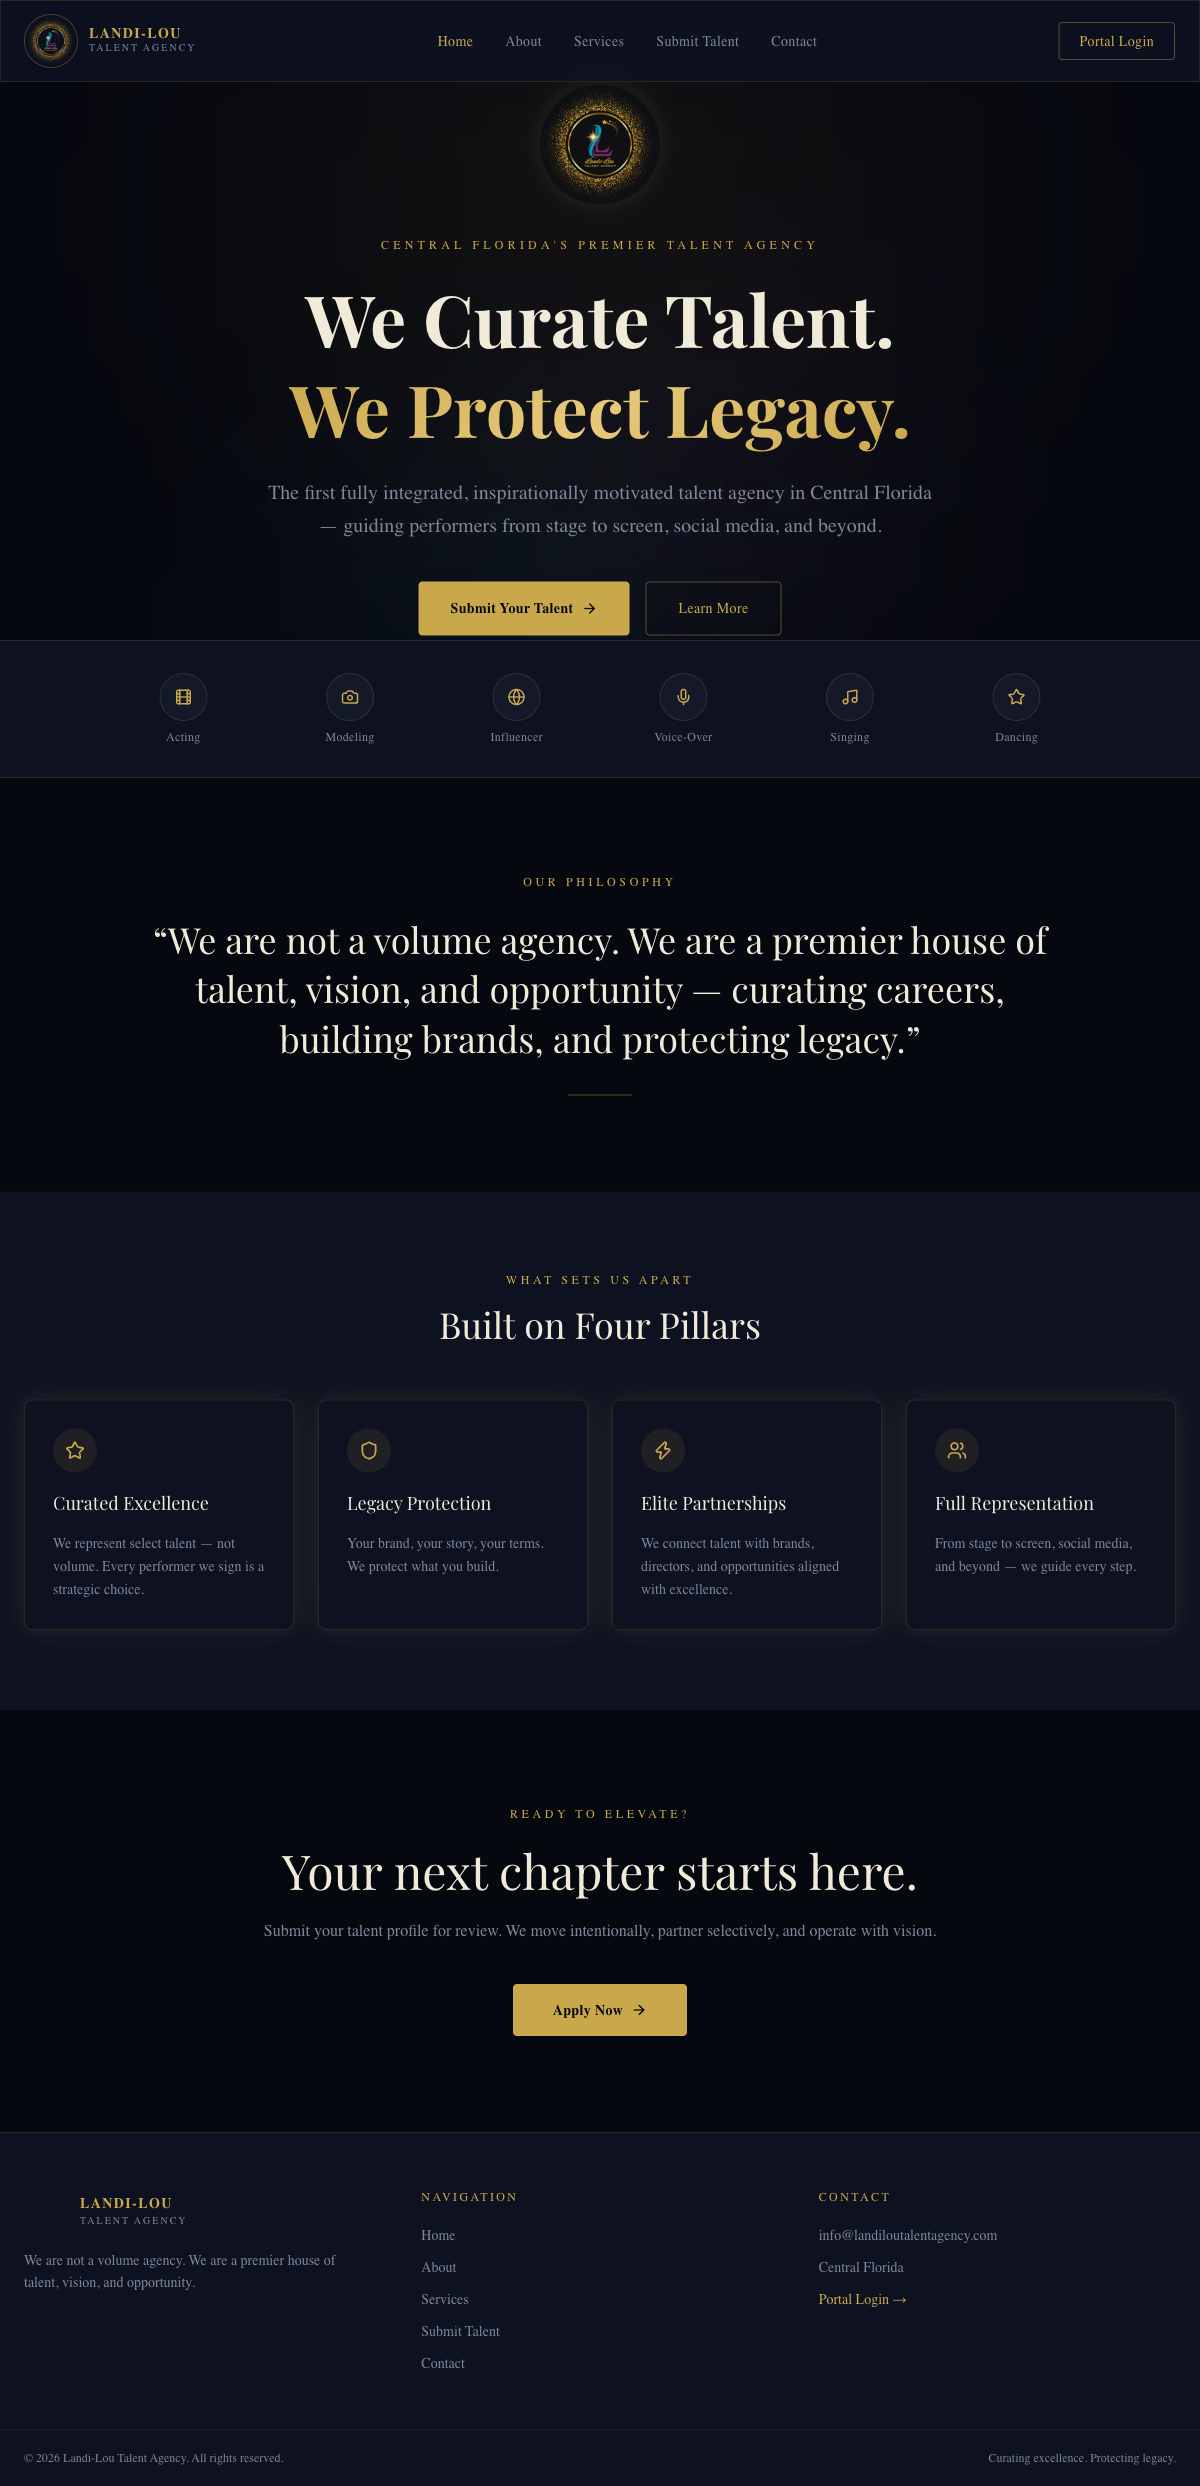 LANDI-LOU
TALENT AGENCY
Home
About
Services
Submit Talent
Contact
Portal Login
Landi-Lou
TALENT AGENCY
CENTRAL FLORIDA'S PREMIER TALENT AGENCY
We Curate Talent.
We Protect Legacy.
The first fully integrated, inspirationally motivated talent agency in Central Florida
— guiding performers from stage to screen, social media, and beyond.
Submit Your Talent →
Learn More
Acting
Modeling
Influencer
Voice-Over
Singing
Dancing
OUR PHILOSOPHY
“We are not a volume agency. We are a premier house of
talent, vision, and opportunity — curating careers,
building brands, and protecting legacy.”
WHAT SETS US APART
Built on Four Pillars
Curated Excellence
We represent select talent — not
volume. Every performer we sign is a
strategic choice.
Legacy Protection
Your brand, your story, your terms.
We protect what you build.
Elite Partnerships
We connect talent with brands,
directors, and opportunities aligned
with excellence.
Full Representation
From stage to screen, social media,
and beyond — we guide every step.
READY TO ELEVATE?
Your next chapter starts here.
Submit your talent profile for review. We move intentionally, partner selectively, and operate with vision.
Apply Now →
LANDI-LOU
TALENT AGENCY
We are not a volume agency. We are a premier house of
talent, vision, and opportunity.
NAVIGATION
Home
About
Services
Submit Talent
Contact
CONTACT
info@landiloutalentagency.com
Central Florida
Portal Login →
© 2026 Landi-Lou Talent Agency. All rights reserved.
Curating excellence. Protecting legacy.